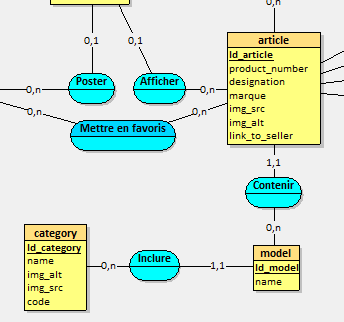 0,n
0,1
0,1
article
Id_article
product_number
designation
marque
img_src
img_alt
link_to_seller
Poster
Afficher
0,n
0,n
0,n
0,n
Mettre en favoris
1,1
Contenir
0,n
category
Id_category
name
img_alt
img_src
code
0,n
Inclure
1,1
model
Id_model
name